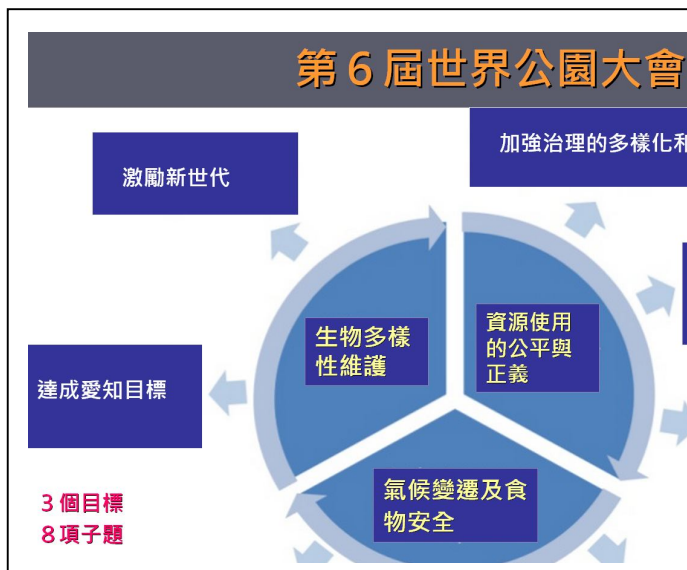 第6屆世界公園大會
加強治理的多樣化和
激勵新世代
生物多樣
性維護
資源使用
的公平與
正義
達成愛知目標
氣候變遷及食
物安全
3個目標
8項子題